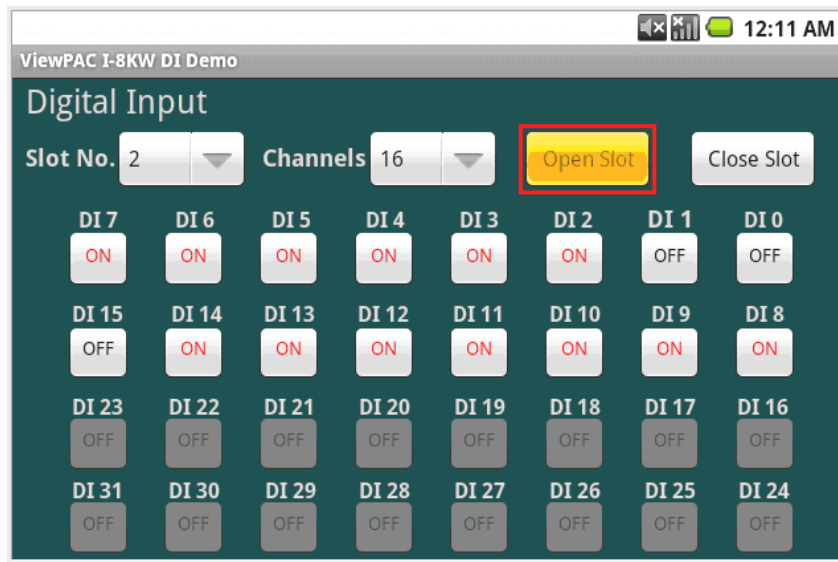 12:11 AM
ViewPAC I-8KW DI Demo
Digital Input
Slot No. 2 Channels 16 Open Slot Close Slot
DI 7 DI 6 DI 5 DI 4 DI 3 DI 2 DI 1 DI 0
ON ON ON ON ON ON OFF OFF
DI 15 DI 14 DI 13 DI 12 DI 11 DI 10 DI 9 DI 8
OFF ON ON ON ON ON ON ON
DI 23 DI 22 DI 21 DI 20 DI 19 DI 18 DI 17 DI 16
OFF OFF OFF OFF OFF OFF OFF OFF
DI 31 DI 30 DI 29 DI 28 DI 27 DI 26 DI 25 DI 24
OFF OFF OFF OFF OFF OFF OFF OFF